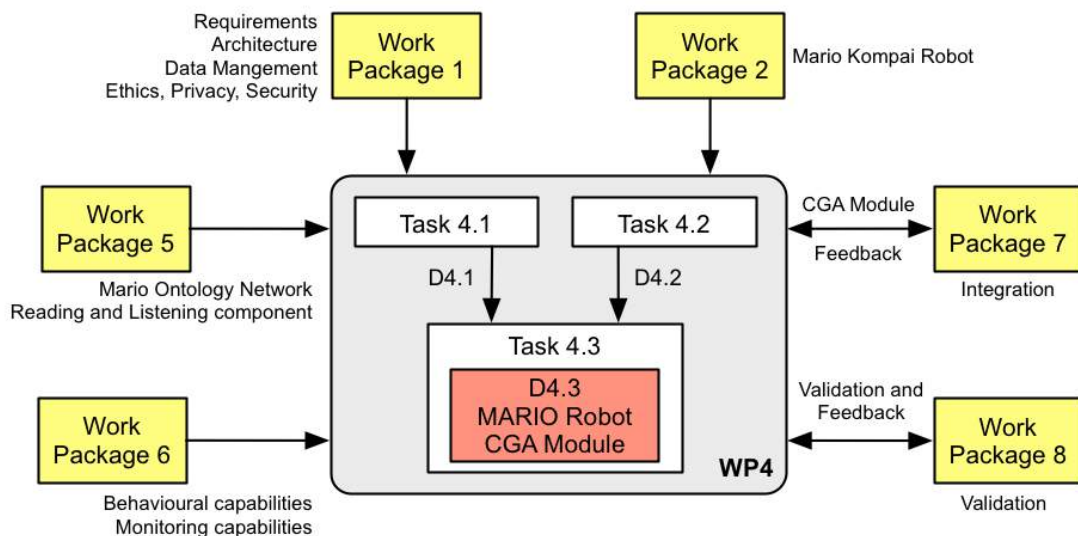 Requirements
Architecture
Data Mangement
Ethics, Privacy, Security
Work
Package 1
Work
Package 2
Mario Kompai Robot
Work
Package 5
Mario Ontology Network
Reading and Listening component
Task 4.1
Task 4.2
D4.1
D4.2
Task 4.3
D4.3
MARIO Robot
CGA Module
WP4
CGA Module
Feedback
Work
Package 7
Integration
Work
Package 6
Behavioural capabilities
Monitoring capabilities
Validation and
Feedback
Work
Package 8
Validation